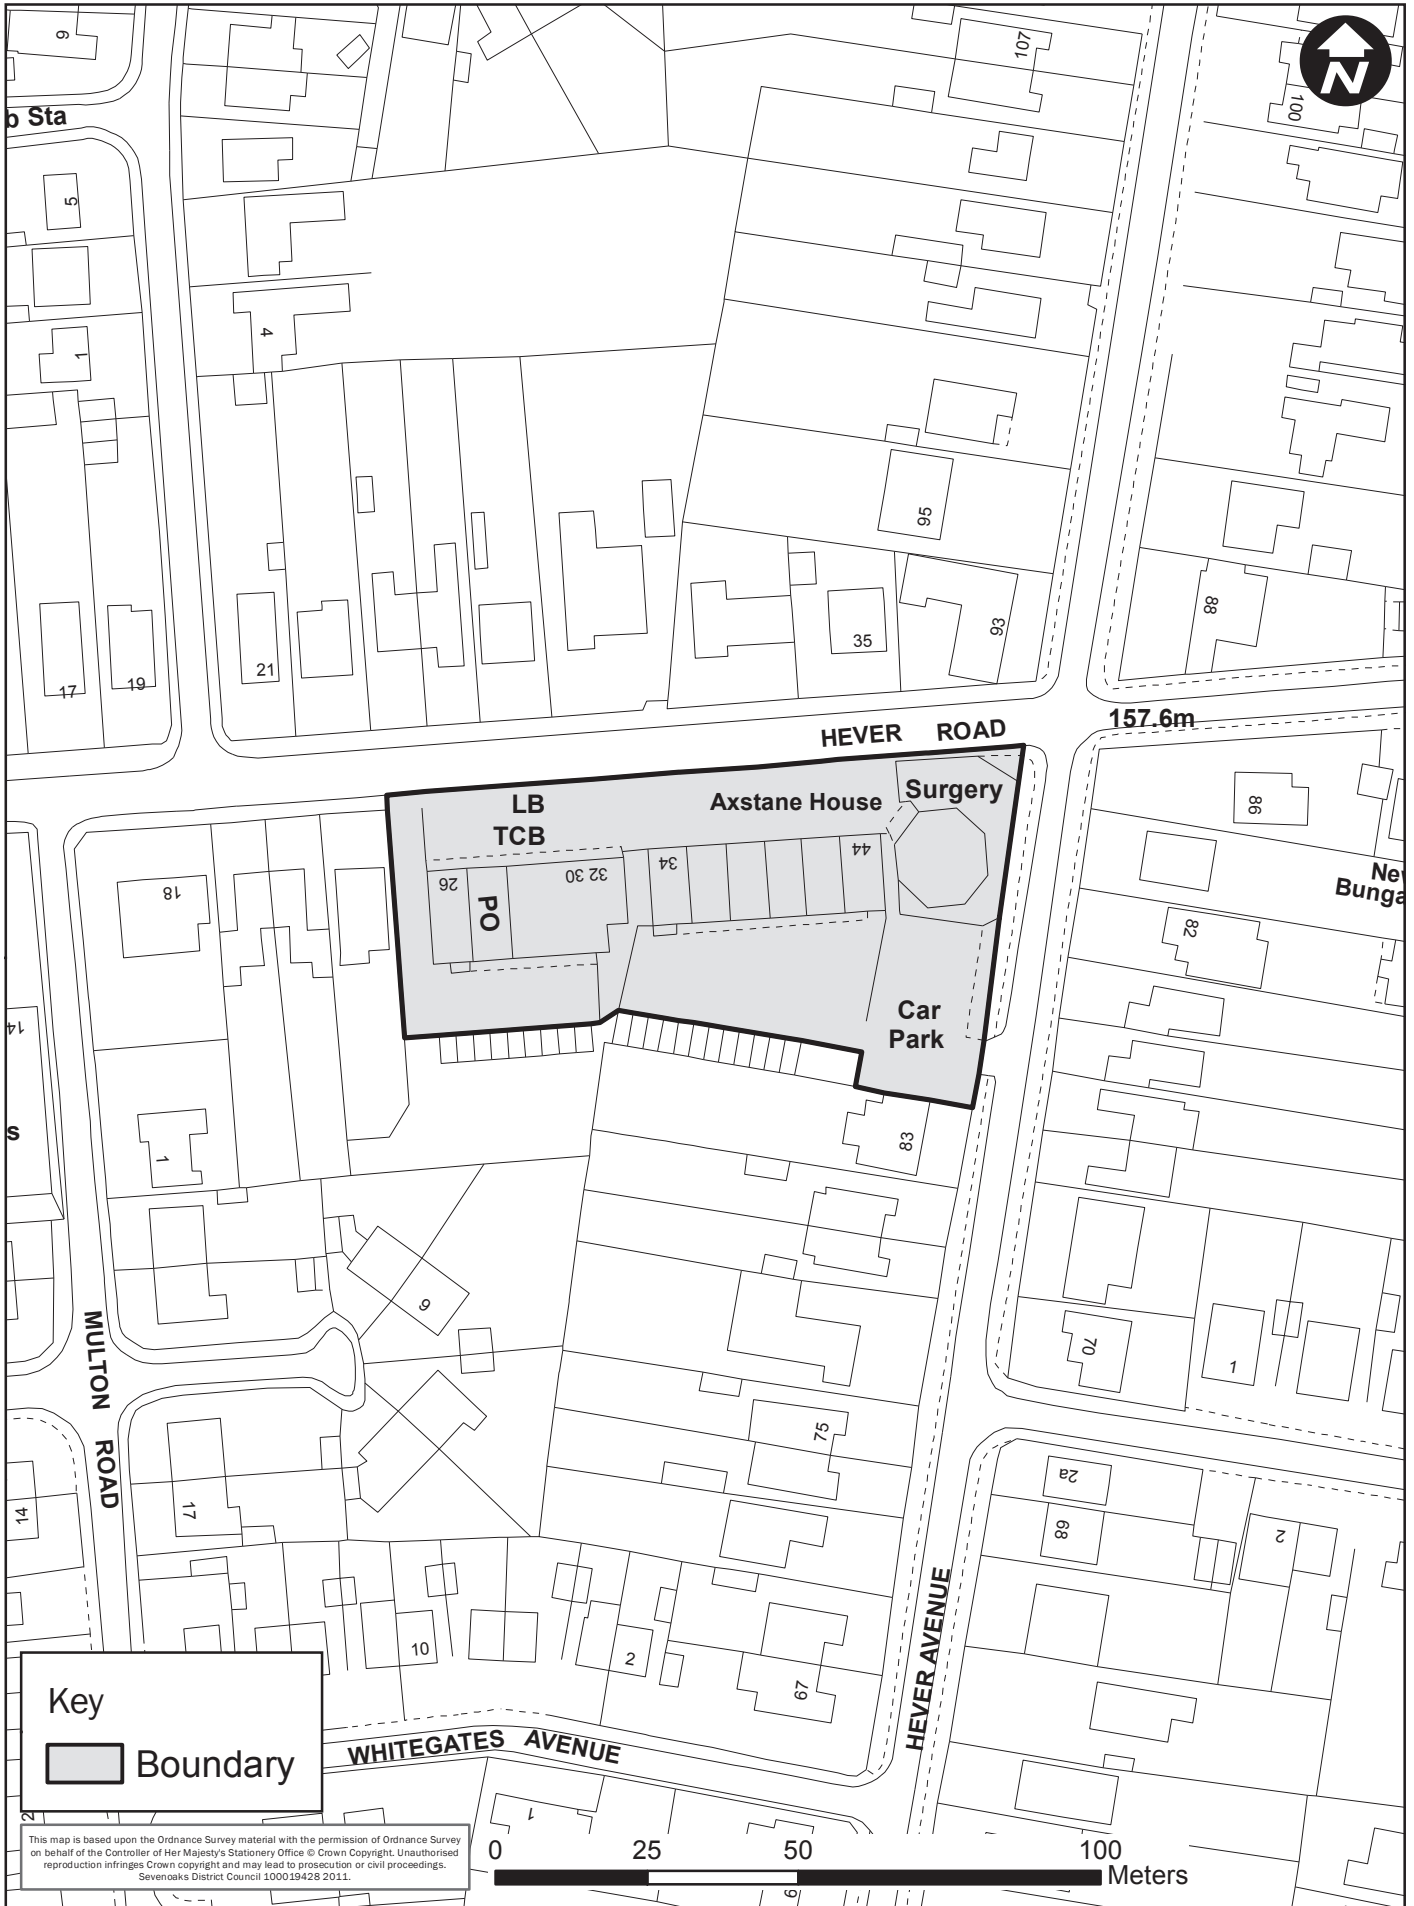 9
107
N
100
b Sta
5
4
1
95
88
35
93
21
17
19
157.6m
HEVER ROAD
LB
TCB
Axstane House
Surgery
86
44
34
32 30
26
PO
18
New
Bunga
82
Car
Park
14
s
83
1
9
MULTON ROAD
70
1
75
2a
17
14
68
2
10
2
67
HEVER AVENUE
WHITEGATES AVENUE
Key
Boundary
1
2
This map is based upon the Ordnance Survey material with the permission of Ordnance Survey
on behalf of the Controller of Her Majesty's Stationery Office © Crown Copyright. Unauthorised
reproduction infringes Crown copyright and may lead to prosecution or civil proceedings.
Sevenoaks District Council 100019428 2011.
0 25 50 100
Meters